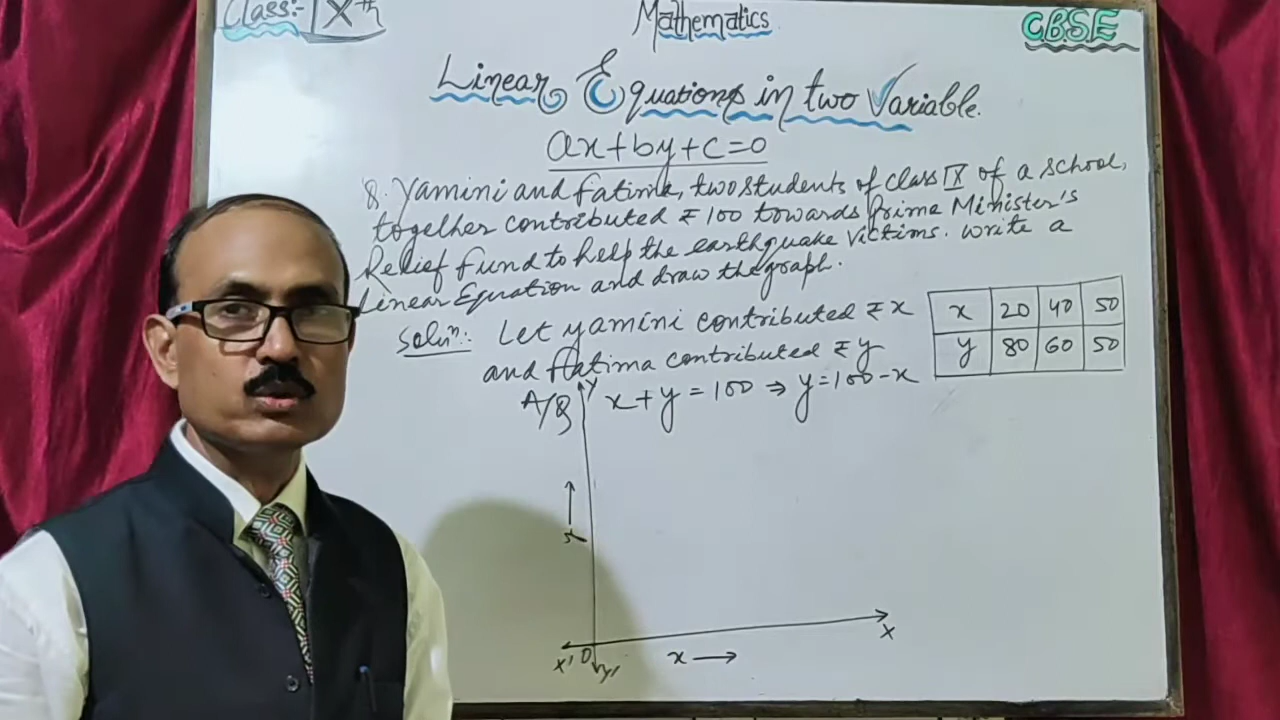 Class:- Xth
Mathematics
CBSE
Linear Equations in two Variable.
ax+by+c=0
8. Yamini and Fatima, two students of class IX of a school,
together contributed ₹ 100 towards Prime Minister's
Relief Fund to help the earthquake victims. Write a
Linear Equation and draw the graph.
Solun:- Let yamini contributed ₹ x
and Fatima contributed ₹ y
A/Q x+y=100 ⇒ y=100-x
x 20 40 50
y 80 60 50
Y
y →
X' O Y' x → X